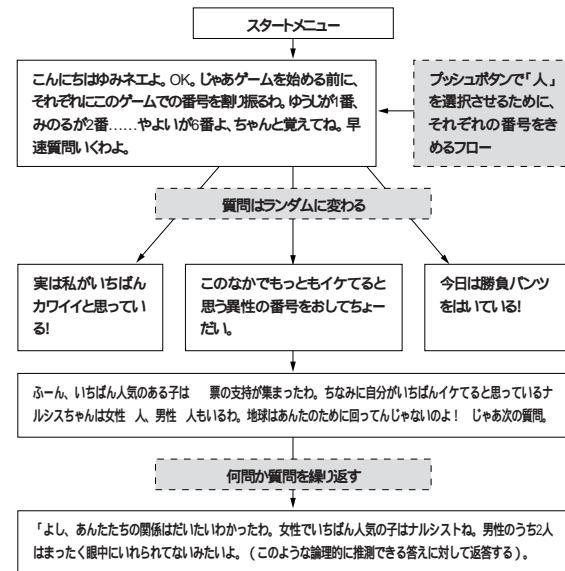 スタートメニュー
こんにちはゆみネエよ。OK。じゃあゲームを始める前に、
それぞれにこのゲームでの番号を割り振るわ。ゆうじが1番、
みのるが2番……やよいが6番よ、ちゃんと覚えてね。早
速質問いくわよ。
プッシュボタンで「人」
を選択させるために、
それぞれの番号をき
めるフロー
質問はランダムに変わる
実は私がいちばん
カワイイと思ってい
る!
このなかでもっともイケてると
思う異性の番号をおしてちょー
だい。
今日は勝負パンツ
をはいている!
ふーん、いちばん人気のある子は　　票の支持が集まったわ。ちなみに自分がいちばんイケてると思っているナ
ルシスちゃんは女性　人、男性　人もいるわ。地球はあんたのために回ってんじゃないのよ！　じゃあ次の質問。
何問か質問を繰り返す
「よし、あんたたちの関係はだいたいわかったわ。女性でいちばん人気の子はナルシストね。男性のうち2人
はまったく眼中にいれられてないみたいよ。（このような論理的に推測できる答えに対して返答する）。